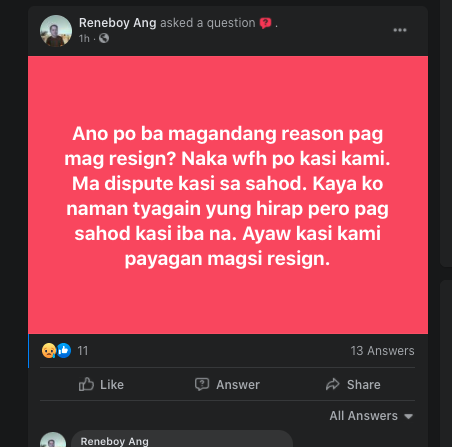 Reneboy Ang asked a question .
1h ·
Ano po ba magandang reason pag
mag resign? Naka wfh po kasi kami.
Ma dispute kasi sa sahod. Kaya ko
naman tyagain yung hirap pero pag
sahod kasi iba na. Ayaw kasi kami
payagan magsi resign.
11
13 Answers
Like
Answer
Share
All Answers
Reneboy Ang